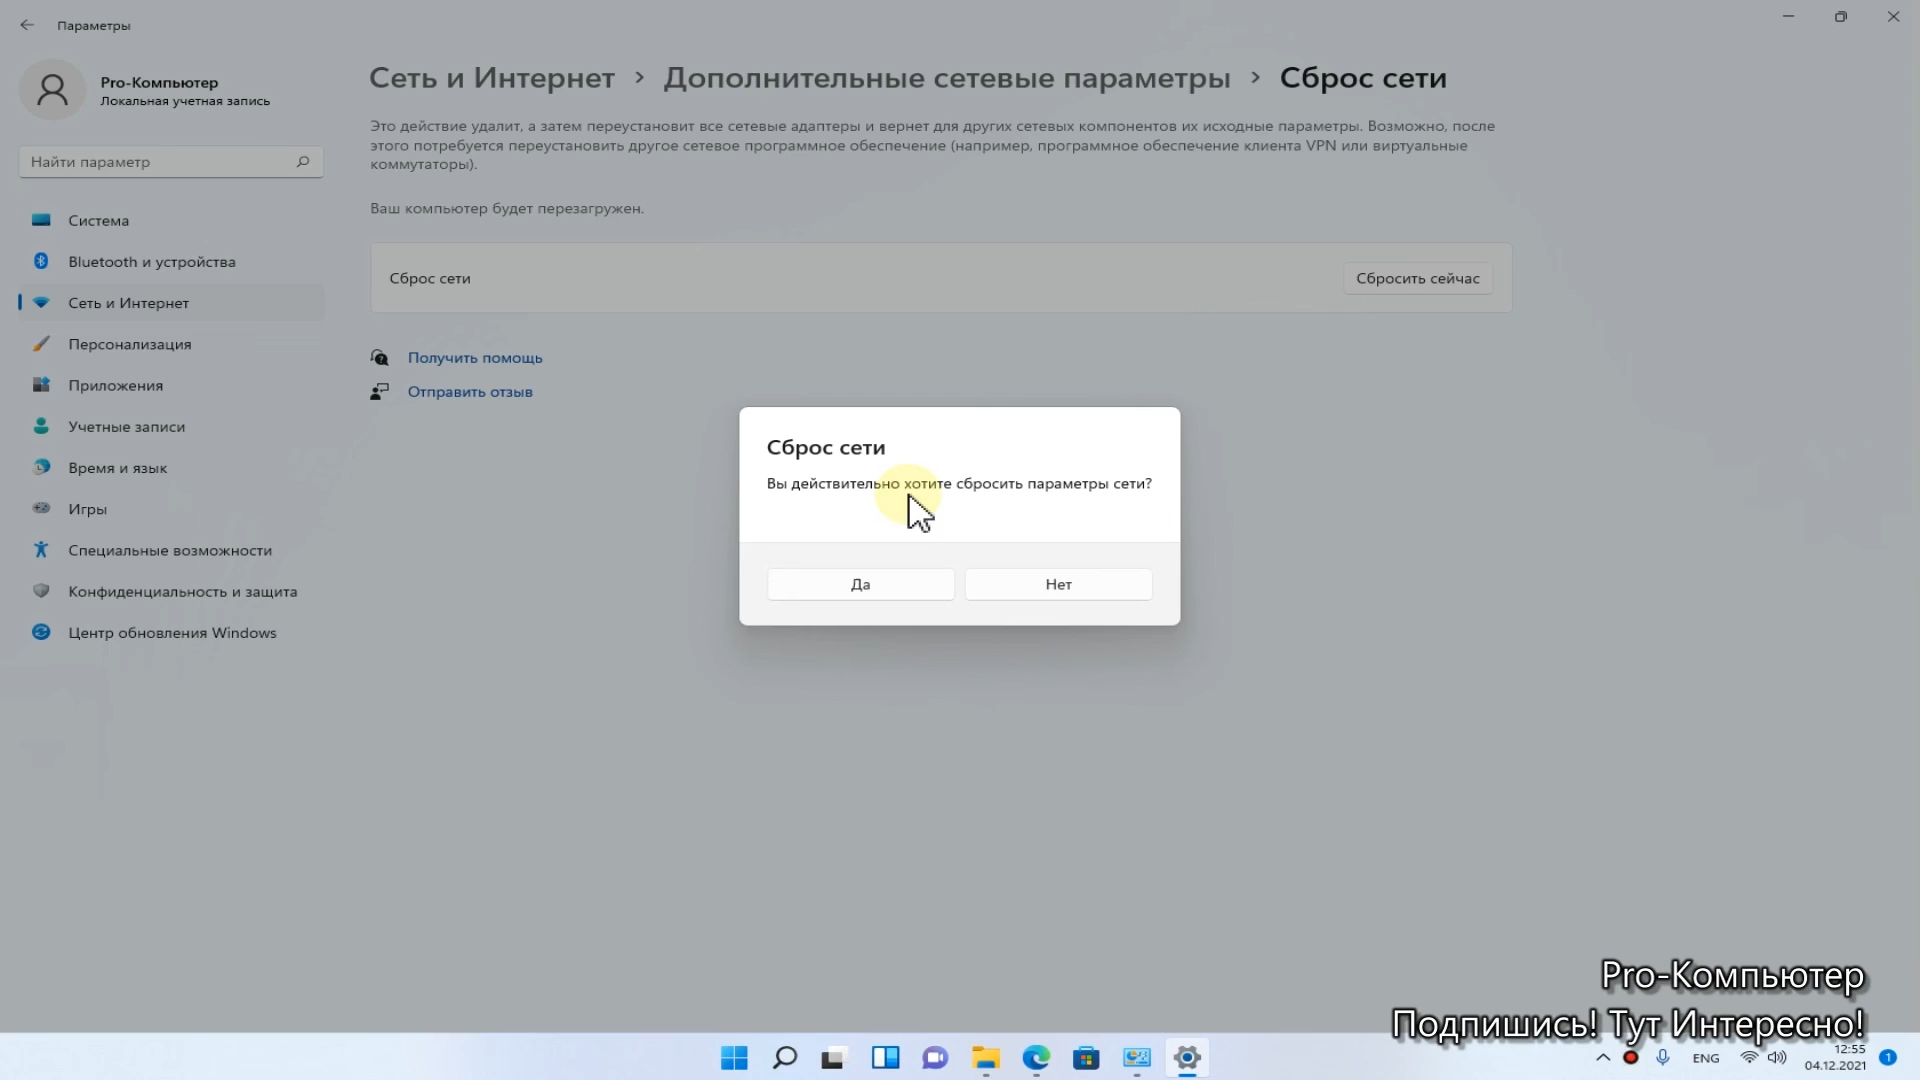 Параметры
Pro-Компьютер
Локальная учетная запись
Найти параметр
Система
Bluetooth и устройства
Сеть и Интернет
Персонализация
Приложения
Учетные записи
Время и язык
Игры
Специальные возможности
Конфиденциальность и защита
Центр обновления Windows
Сеть и Интернет > Дополнительные сетевые параметры > Сброс сети
Это действие удалит, а затем переустановит все сетевые адаптеры и вернет для других сетевых компонентов их исходные параметры. Возможно, после
этого потребуется переустановить другое сетевое программное обеспечение (например, программное обеспечение клиента VPN или виртуальные
коммутаторы).
Ваш компьютер будет перезагружен.
Сброс сети Сбросить сейчас
Получить помощь
Отправить отзыв
Сброс сети
Вы действительно хотите сбросить параметры сети?
Да Нет
Pro-Компьютер
Подпишись! Тут Интересно!
ENG 12:55
04.12.2021
1